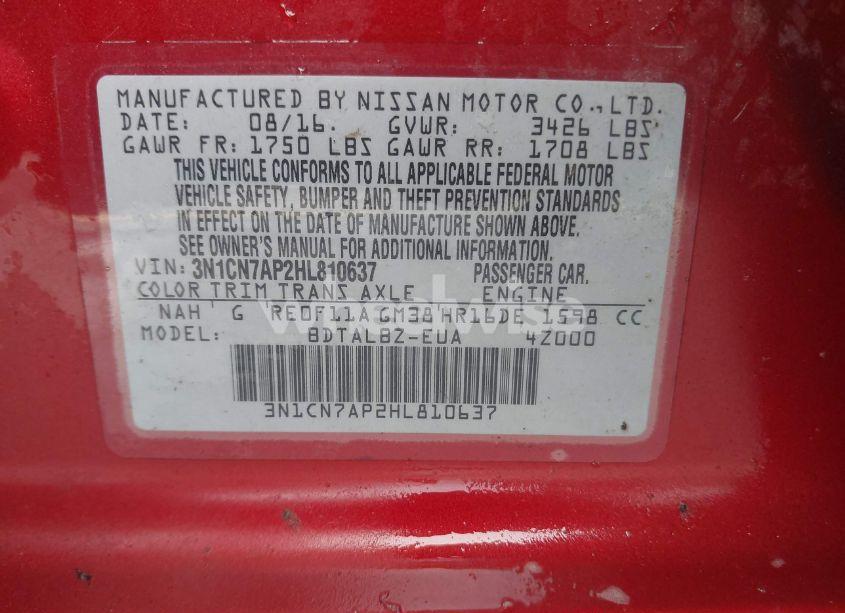 MANUFACTURED BY NISSAN MOTOR CO.,LTD.
DATE: 08/16. GVWR: 3426 LBS
GAWR FR: 1750 LBS GAWR RR: 1708 LBS
THIS VEHICLE CONFORMS TO ALL APPLICABLE FEDERAL MOTOR
VEHICLE SAFETY, BUMPER AND THEFT PREVENTION STANDARDS
IN EFFECT ON THE DATE OF MANUFACTURE SHOWN ABOVE.
SEE OWNER'S MANUAL FOR ADDITIONAL INFORMATION.
VIN: 3N1CN7AP2HL810637 PASSENGER CAR.
COLOR TRIM TRANS AXLE ENGINE
NAH G RE0F11A GM38 HR16DE 1598 CC
MODEL: BDTALBZ-EUA 4Z000
3N1CN7AP2HL810637